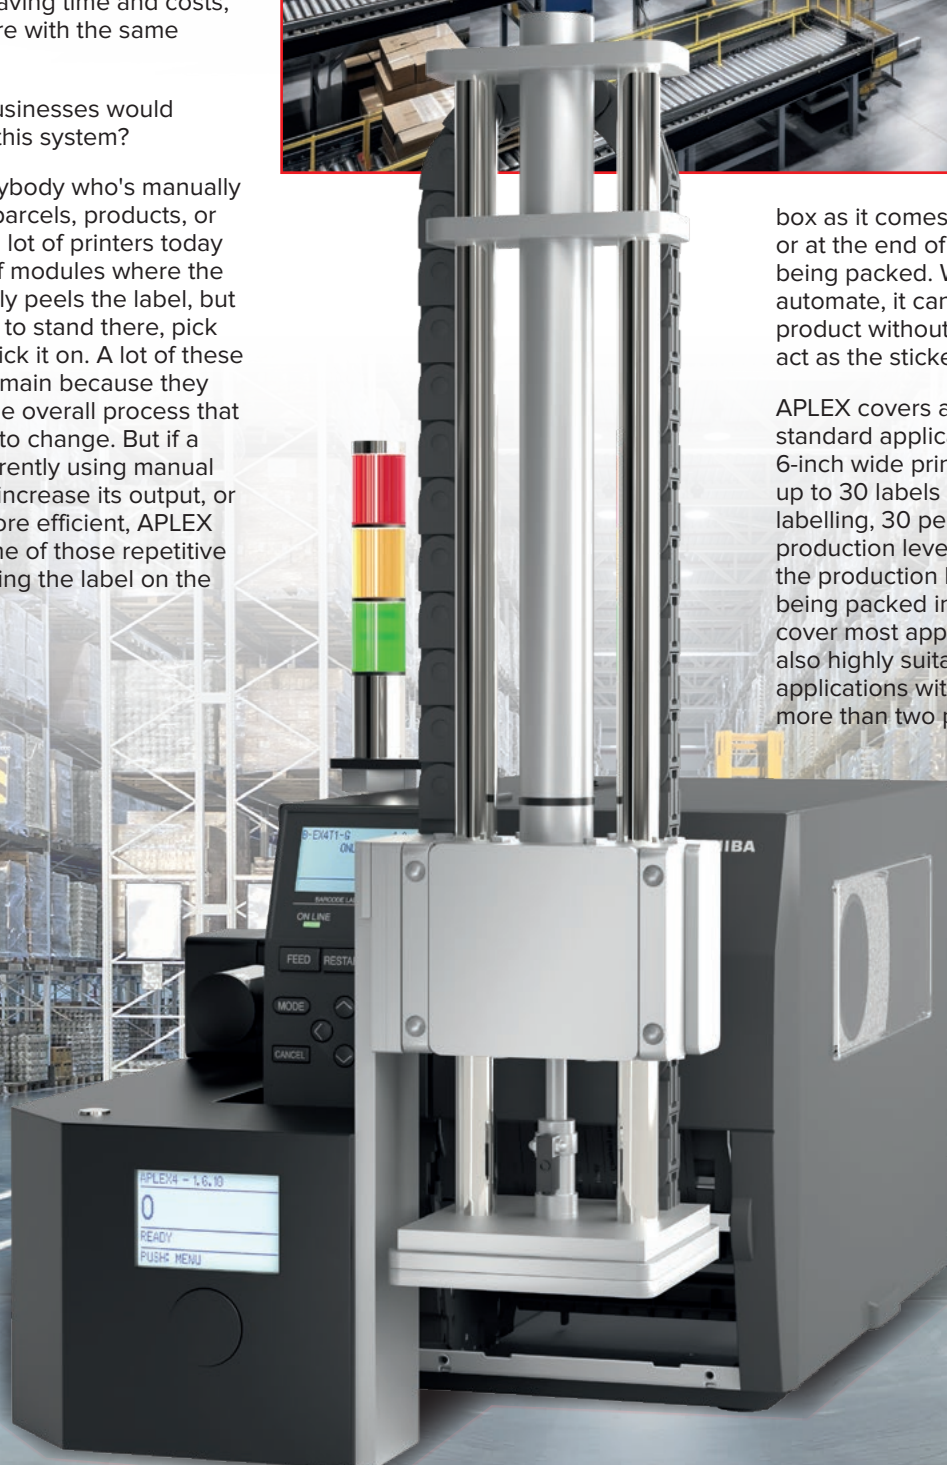 aving time and costs,
re with the same
usinesses would
this system?
ybody who's manually
parcels, products, or
lot of printers today
f modules where the
ly peels the label, but
to stand there, pick
ick it on. A lot of these
main because they
e overall process that
to change. But if a
rently using manual
increase its output, or
ore efficient, APLEX
ne of those repetitive
ing the label on the
box as it comes
or at the end of
being packed. W
automate, it can
product without
act as the sticke
APLEX covers a
standard applic
6-inch wide prin
up to 30 labels
labelling, 30 pe
production leve
the production l
being packed in
cover most app
also highly suita
applications wit
more than two p
IBA
B-EX4T1-G
ONL
BARCODE LA
ON LINE
FEED
RESTA
MODE
CANCEL
APLEX4 - 1.6.10
0
READY
PUSH: MENU